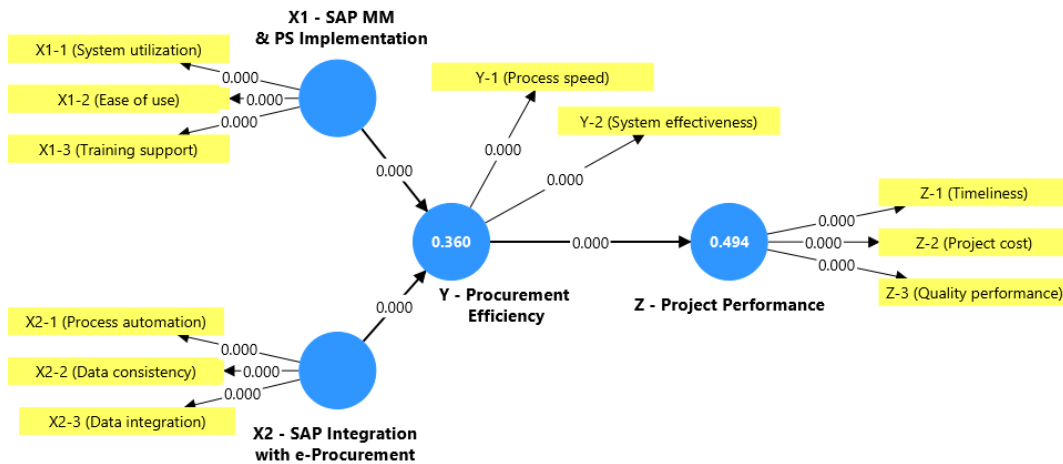 X1 - SAP MM
& PS Implementation
X1-1 (System utilization)
0.000
X1-2 (Ease of use)
0.000
X1-3 (Training support)
0.000
Y-1 (Process speed)
0.000
Y-2 (System effectiveness)
0.000
0.000
0.360
0.000
0.494
Z-1 (Timeliness)
0.000
Z-2 (Project cost)
0.000
Z-3 (Quality performance)
0.000
Y - Procurement
Efficiency
Z - Project Performance
0.000
X2-1 (Process automation)
0.000
X2-2 (Data consistency)
0.000
X2-3 (Data integration)
0.000
X2 - SAP Integration
with e-Procurement